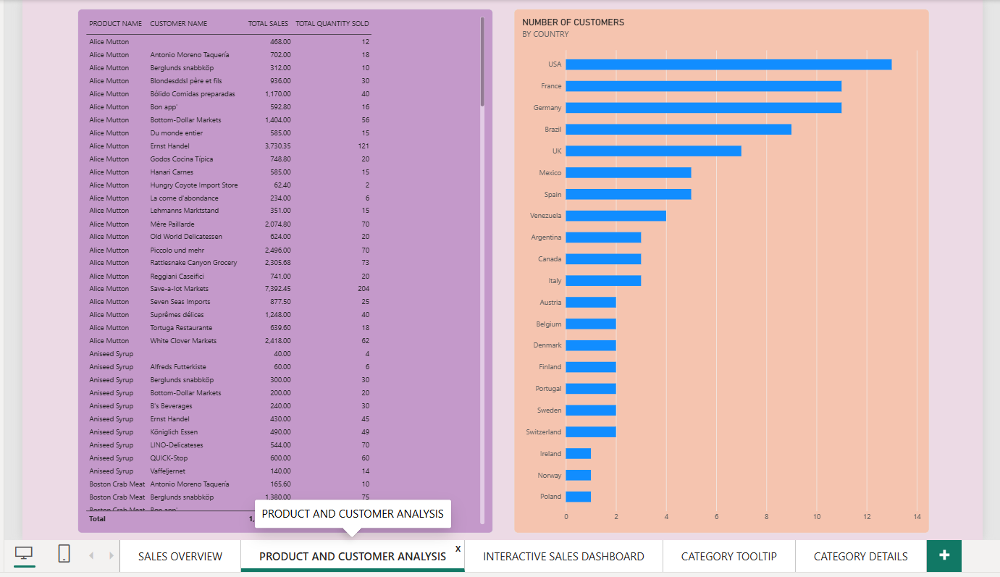 PRODUCT NAME CUSTOMER NAME TOTAL SALES TOTAL QUANTITY SOLD
Alice Mutton 468.00 12
Alice Mutton Antonio Moreno Taquería 702.00 18
Alice Mutton Berglunds snabbköp 312.00 10
Alice Mutton Blondesddsl père et fils 936.00 30
Alice Mutton Bólido Comidas preparadas 1,170.00 40
Alice Mutton Bon app' 592.80 16
Alice Mutton Bottom-Dollar Markets 1,404.00 56
Alice Mutton Du monde entier 585.00 15
Alice Mutton Ernst Handel 3,730.35 121
Alice Mutton Godos Cocina Típica 748.80 20
Alice Mutton Hanari Carnes 585.00 15
Alice Mutton Hungry Coyote Import Store 62.40 2
Alice Mutton La corne d'abondance 234.00 6
Alice Mutton Lehmanns Marktstand 351.00 15
Alice Mutton Mère Paillarde 2,074.80 70
Alice Mutton Old World Delicatessen 624.00 20
Alice Mutton Piccolo und mehr 2,496.00 70
Alice Mutton Rattlesnake Canyon Grocery 2,305.68 73
Alice Mutton Reggiani Caseifici 741.00 20
Alice Mutton Save-a-lot Markets 7,392.45 204
Alice Mutton Seven Seas Imports 877.50 25
Alice Mutton Suprêmes délices 1,248.00 40
Alice Mutton Tortuga Restaurante 639.60 18
Alice Mutton White Clover Markets 2,418.00 62
Aniseed Syrup 40.00 4
Aniseed Syrup Alfreds Futterkiste 60.00 6
Aniseed Syrup Berglunds snabbköp 300.00 30
Aniseed Syrup Bottom-Dollar Markets 200.00 20
Aniseed Syrup B's Beverages 240.00 30
Aniseed Syrup Ernst Handel 430.00 45
Aniseed Syrup Königlich Essen 490.00 49
Aniseed Syrup LINO-Delicateses 544.00 70
Aniseed Syrup QUICK-Stop 600.00 60
Aniseed Syrup Vaffeljernet 140.00 14
Boston Crab Meat Antonio Moreno Taquería 165.60 10
Boston Crab Meat Berglunds snabbköp 1,380.00 75
Boston Crab Meat Bon app'
Total 1,
PRODUCT AND CUSTOMER ANALYSIS
NUMBER OF CUSTOMERS
BY COUNTRY
USA
France
Germany
Brazil
UK
Mexico
Spain
Venezuela
Argentina
Canada
Italy
Austria
Belgium
Denmark
Finland
Portugal
Sweden
Switzerland
Ireland
Norway
Poland
0 2 4 6 8 10 12 14
SALES OVERVIEW PRODUCT AND CUSTOMER ANALYSIS X INTERACTIVE SALES DASHBOARD CATEGORY TOOLTIP CATEGORY DETAILS +